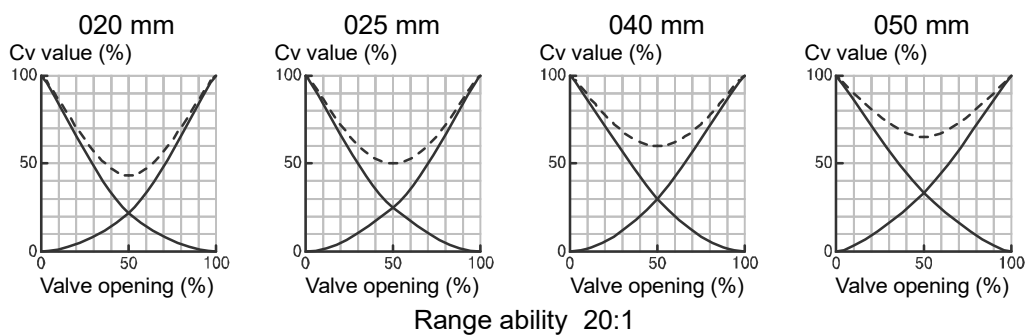 020 mm
025 mm
040 mm
050 mm
Cv value (%)
Cv value (%)
Cv value (%)
Cv value (%)
100
100
100
100
50
50
50
50
0
0
0
0
0 50 100
0 50 100
0 50 100
0 50 100
Valve opening (%)
Valve opening (%)
Valve opening (%)
Valve opening (%)
Range ability 20:1